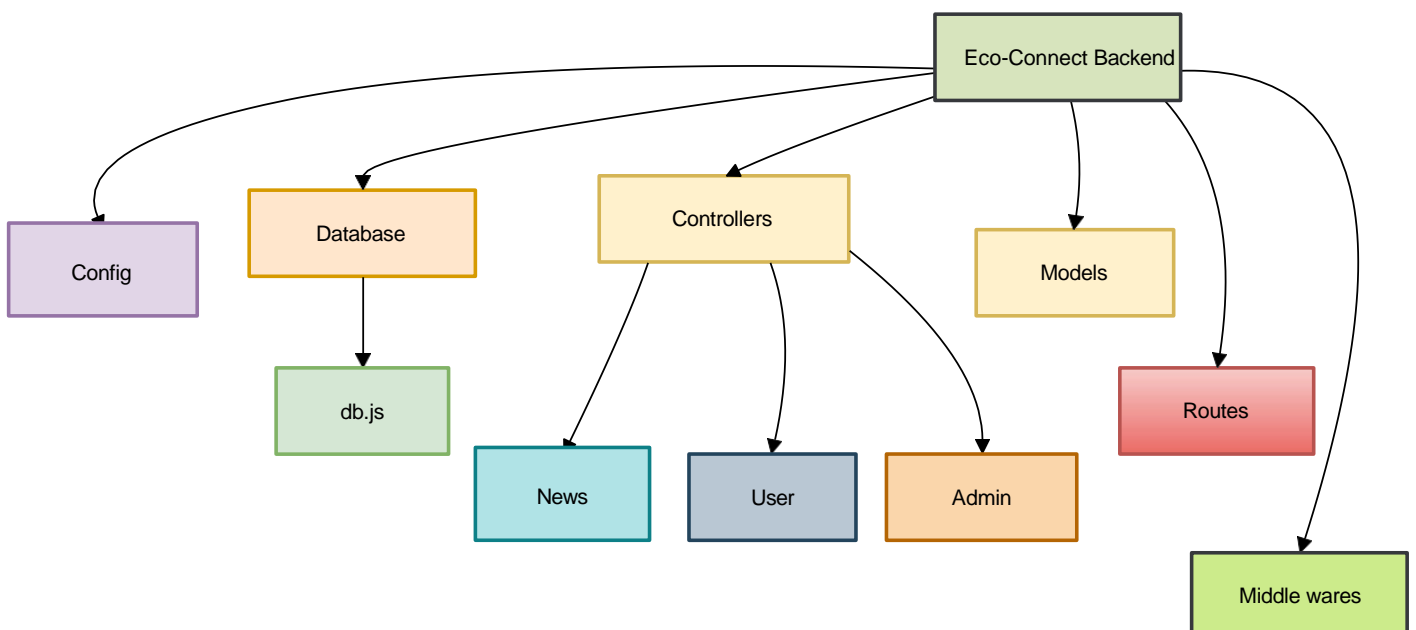 Eco-Connect Backend
Config
Database
Controllers
Models
db.js
Routes
News
User
Admin
Middle wares